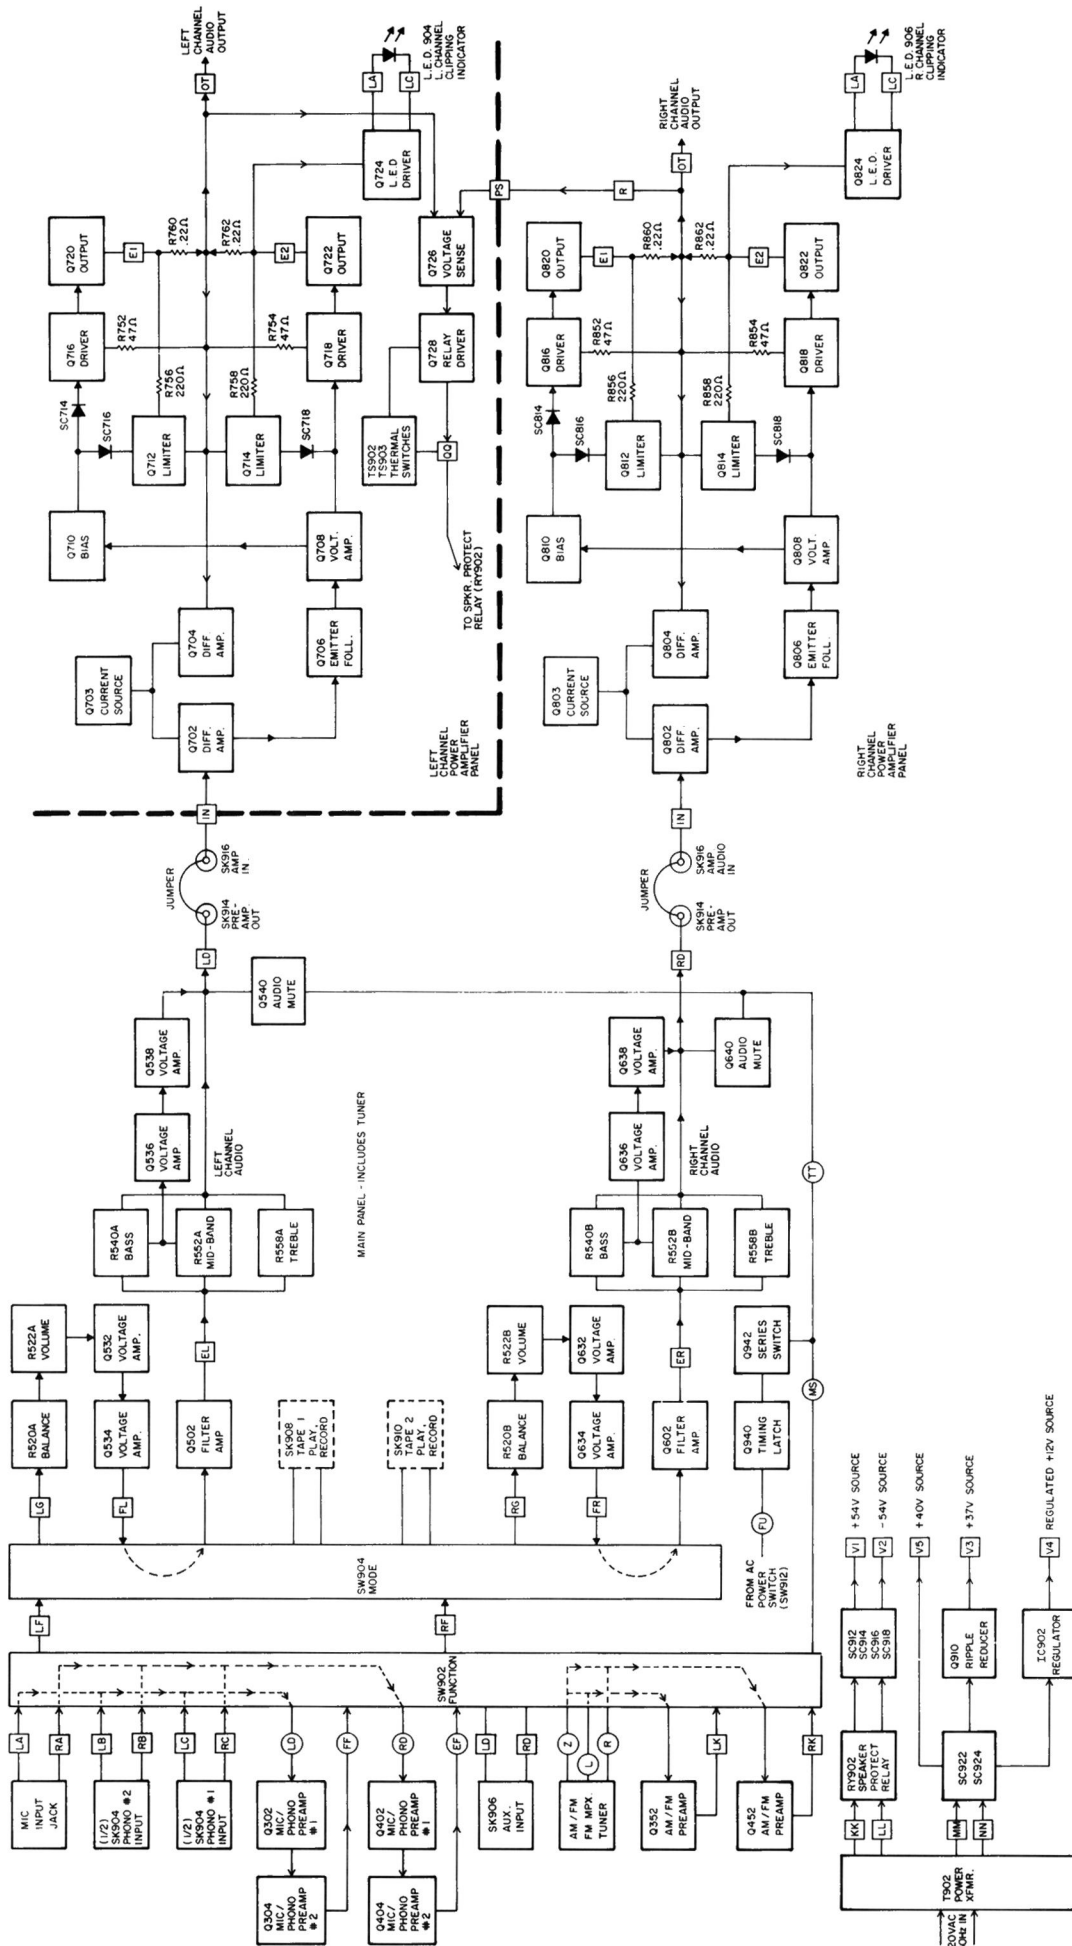 MIC
INPUT
JACK
LA
RA
(1/2)
SK904
PHONO #2
INPUT
LB
RB
(1/2)
SK904
PHONO #1
INPUT
LC
RC
Q302
MIC/
PHONO
PREAMP
#1
LD
Q304
MIC/
PHONO
PREAMP
#2
FF
Q402
MIC/
PHONO
PREAMP
#1
RD
Q404
MIC/
PHONO
PREAMP
#2
EF
SK906
AUX.
INPUT
LD
RD
AM/FM
FM MPX.
TUNER
Z
L
R
Q352
AM/FM
PREAMP
LK
Q452
AM/FM
PREAMP
RK
SW902
FUNCTION
LF
RF
SW904
MODE
LG
R520A
BALANCE
R522A
VOLUME
FL
Q534
VOLTAGE
AMP.
Q532
VOLTAGE
AMP.
Q502
FILTER
AMP
EL
SK908
TAPE 1
PLAY,
RECORD
SK910
TAPE 2
PLAY,
RECORD
RG
R520B
BALANCE
R522B
VOLUME
FR
Q634
VOLTAGE
AMP.
Q632
VOLTAGE
AMP.
Q602
FILTER
AMP
ER
FROM AC
POWER
SWITCH
(SW912)
FU
Q940
TIMING
LATCH
Q942
SERIES
SWITCH
MS
TT
R540A
BASS
R552A
MID-BAND
R558A
TREBLE
Q536
VOLTAGE
AMP.
Q538
VOLTAGE
AMP.
LEFT
CHANNEL
AUDIO
Q540
AUDIO
MUTE
LD
MAIN PANEL - INCLUDES TUNER
R540B
BASS
R552B
MID-BAND
R558B
TREBLE
Q636
VOLTAGE
AMP.
Q638
VOLTAGE
AMP.
RIGHT
CHANNEL
AUDIO
Q640
AUDIO
MUTE
RD
JUMPER
SK914
PRE-
AMP.
OUT
SK916
AMP
IN.
IN
JUMPER
SK914
PRE-
AMP
OUT
SK916
AMP
AUDIO
IN
IN
Q703
CURRENT
SOURCE
Q702
DIFF.
AMP.
Q704
DIFF.
AMP.
Q706
EMITTER
FOLL.
Q708
VOLT.
AMP.
Q710
BIAS
SC714
SC716
Q712
LIMITER
Q714
LIMITER
SC718
R756
220Ω
R758
220Ω
Q716
DRIVER
Q718
DRIVER
R752
47Ω
R754
47Ω
Q720
OUTPUT
Q722
OUTPUT
E1
E2
R760
.22Ω
R762
.22Ω
OT
LEFT
CHANNEL
AUDIO
OUTPUT
Q724
L.E.D
DRIVER
LA
LC
L.E.D. 904
L. CHANNEL
CLIPPING
INDICATOR
Q726
VOLTAGE
SENSE
Q728
RELAY
DRIVER
TS902
TS903
THERMAL
SWITCHES
QQ
TO SPKR. PROTECT
RELAY (RY902)
LEFT
CHANNEL
POWER
AMPLIFIER
PANEL
PS
R
Q803
CURRENT
SOURCE
Q802
DIFF.
AMP.
Q804
DIFF.
AMP.
Q806
EMITTER
FOLL.
Q808
VOLT.
AMP.
Q810
BIAS
SC814
SC816
Q812
LIMITER
Q814
LIMITER
SC818
R856
220Ω
R858
220Ω
Q816
DRIVER
Q818
DRIVER
R852
47Ω
R854
47Ω
Q820
OUTPUT
Q822
OUTPUT
E1
E2
R860
.22Ω
R862
.22Ω
OT
RIGHT
CHANNEL
AUDIO
OUTPUT
Q824
L.E.D.
DRIVER
LA
LC
L.E.D. 906
R. CHANNEL
CLIPPING
INDICATOR
RIGHT
CHANNEL
POWER
AMPLIFIER
PANEL
20VAC
0Hz IN
T902
POWER
XFMR.
KK
LL
MM
NN
RY902
SPEAKER
PROTECT
RELAY
SC912
SC914
SC916
SC918
V1
+54V SOURCE
V2
-54V SOURCE
V5
+40V SOURCE
SC922
SC924
Q910
RIPPLE
REDUCER
V3
+37V SOURCE
IC902
REGULATOR
V4
REGULATED +12V SOURCE